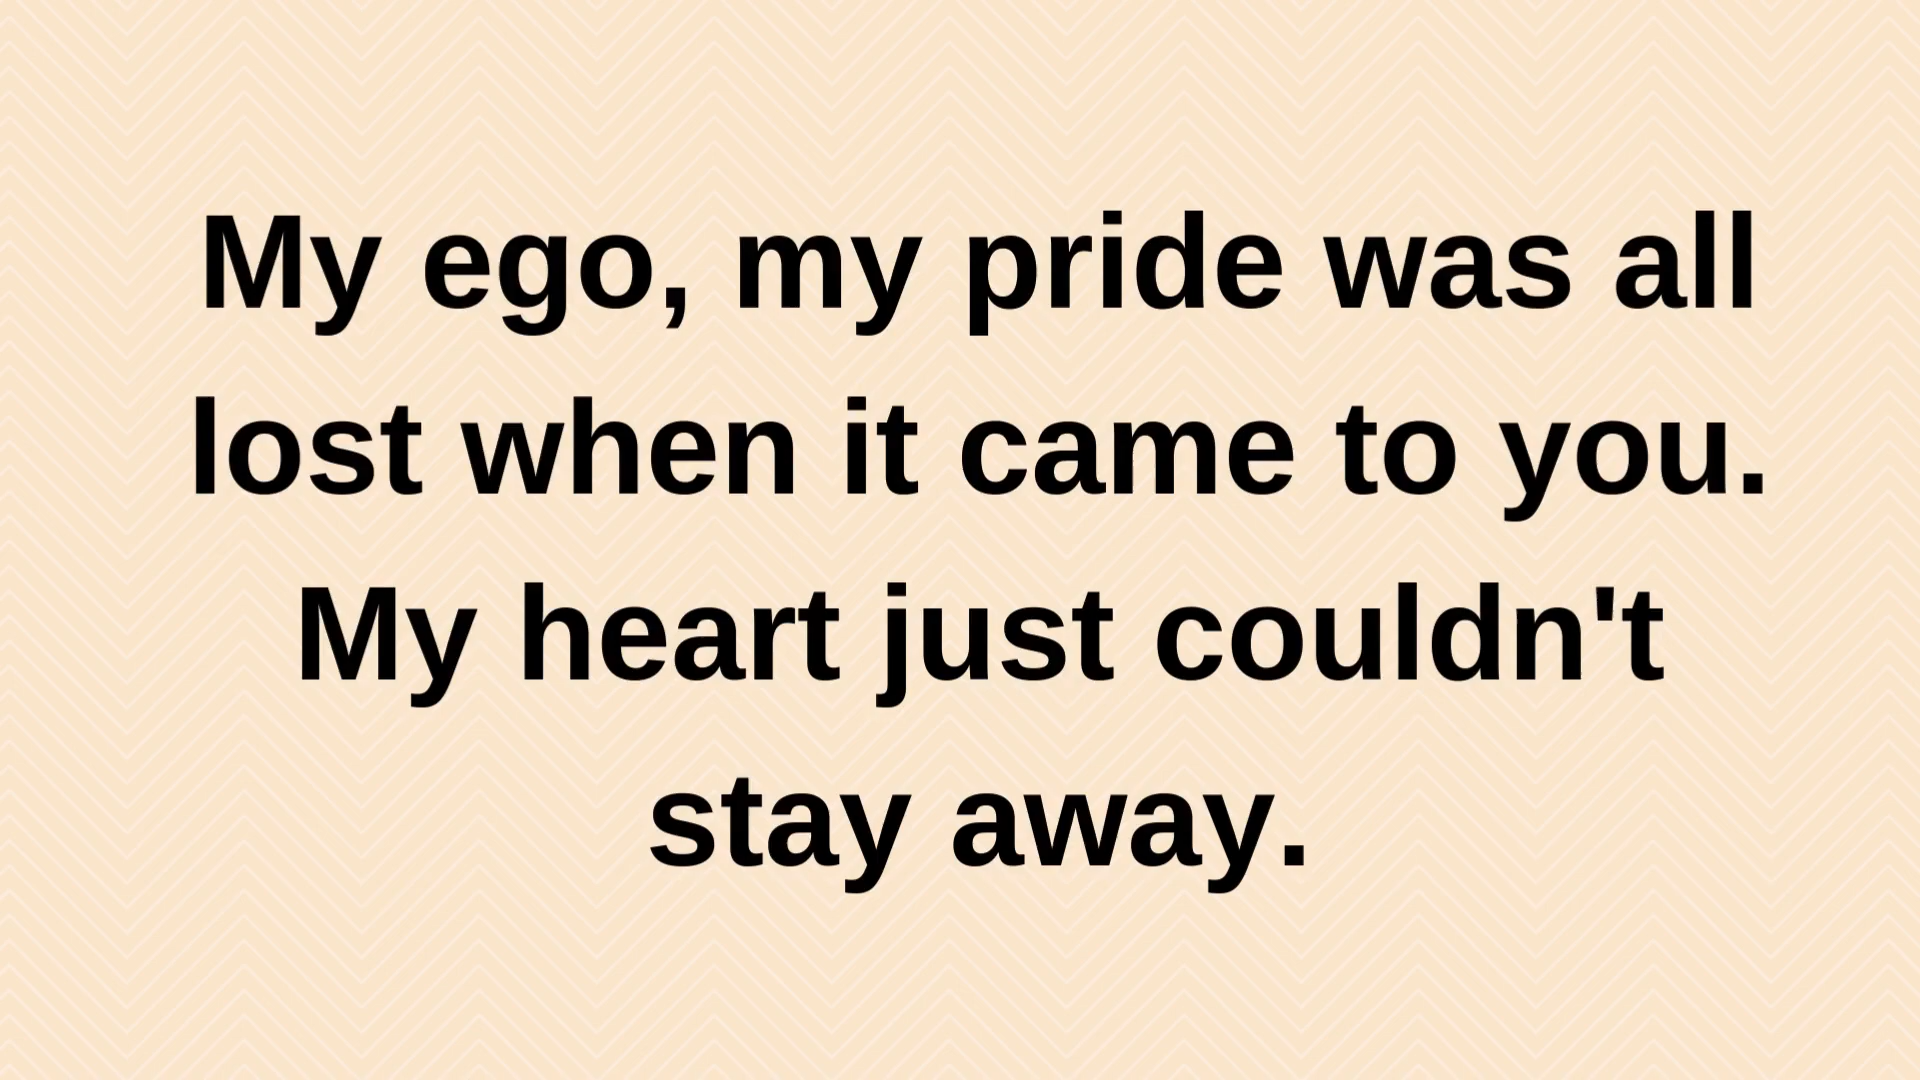 My ego, my pride was all
lost when it came to you.
My heart just couldn't
stay away.